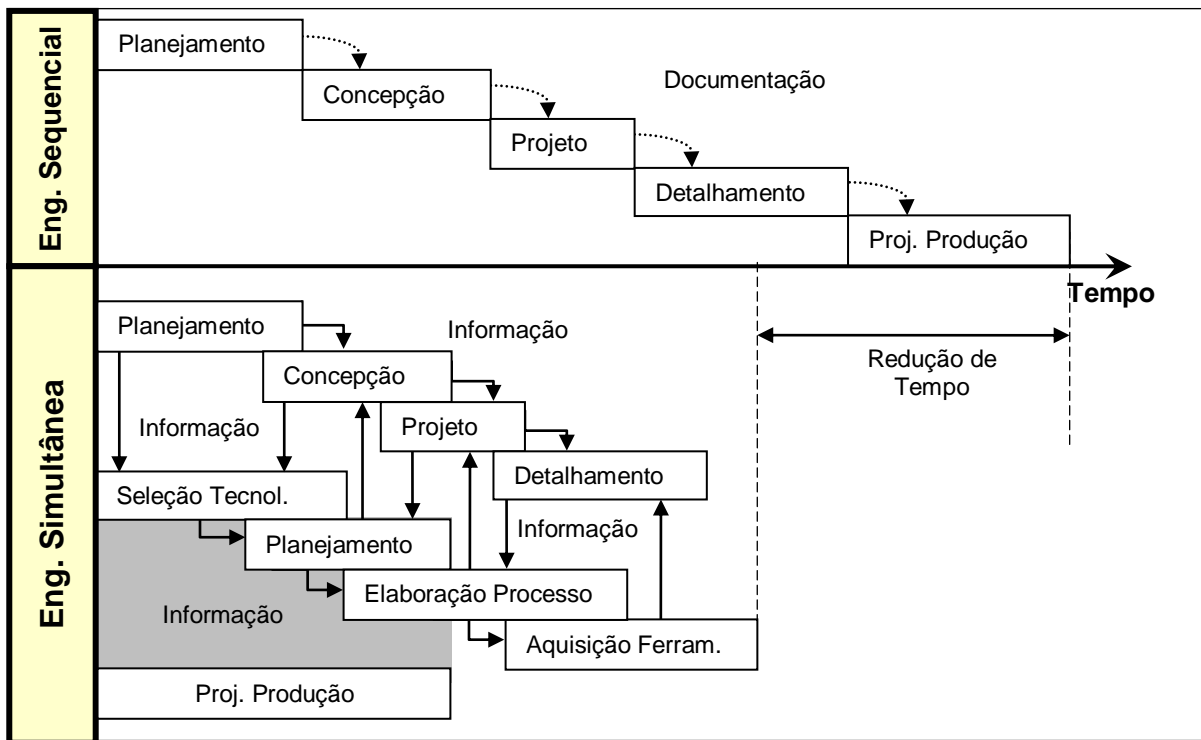 Eng. Sequencial
Planejamento
Concepção
Documentação
Projeto
Detalhamento
Proj. Produção
Tempo
Eng. Simultânea
Planejamento
Informação
Redução de
Tempo
Concepção
Informação
Projeto
Detalhamento
Seleção Tecnol.
Informação
Planejamento
Elaboração Processo
Informação
Aquisição Ferram.
Proj. Produção